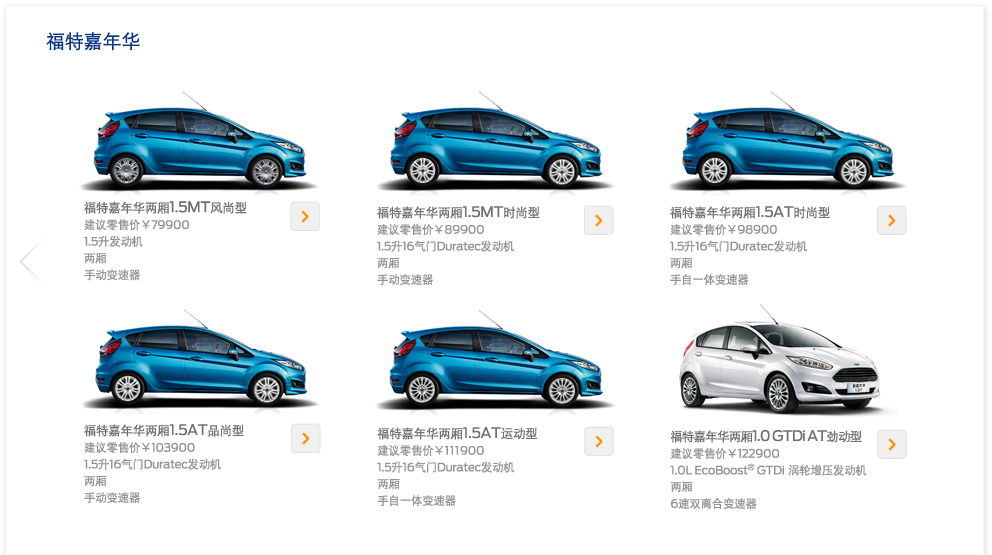 福特嘉年华
福特嘉年华两厢1.5MT风尚型
建议零售价￥79900
1.5升发动机
两厢
手动变速器
福特嘉年华两厢1.5MT时尚型
建议零售价￥89900
1.5升16气门Duratec发动机
两厢
手动变速器
福特嘉年华两厢1.5AT时尚型
建议零售价￥98900
1.5升16气门Duratec发动机
两厢
手自一体变速器
福特嘉年华两厢1.5AT品尚型
建议零售价￥103900
1.5升16气门Duratec发动机
两厢
手动变速器
福特嘉年华两厢1.5AT运动型
建议零售价￥111900
1.5升16气门Duratec发动机
两厢
手自一体变速器
福特嘉年华两厢1.0 GTDi AT劲动型
建议零售价￥122900
1.0L EcoBoost® GTDi 涡轮增压发动机
两厢
6速双离合变速器